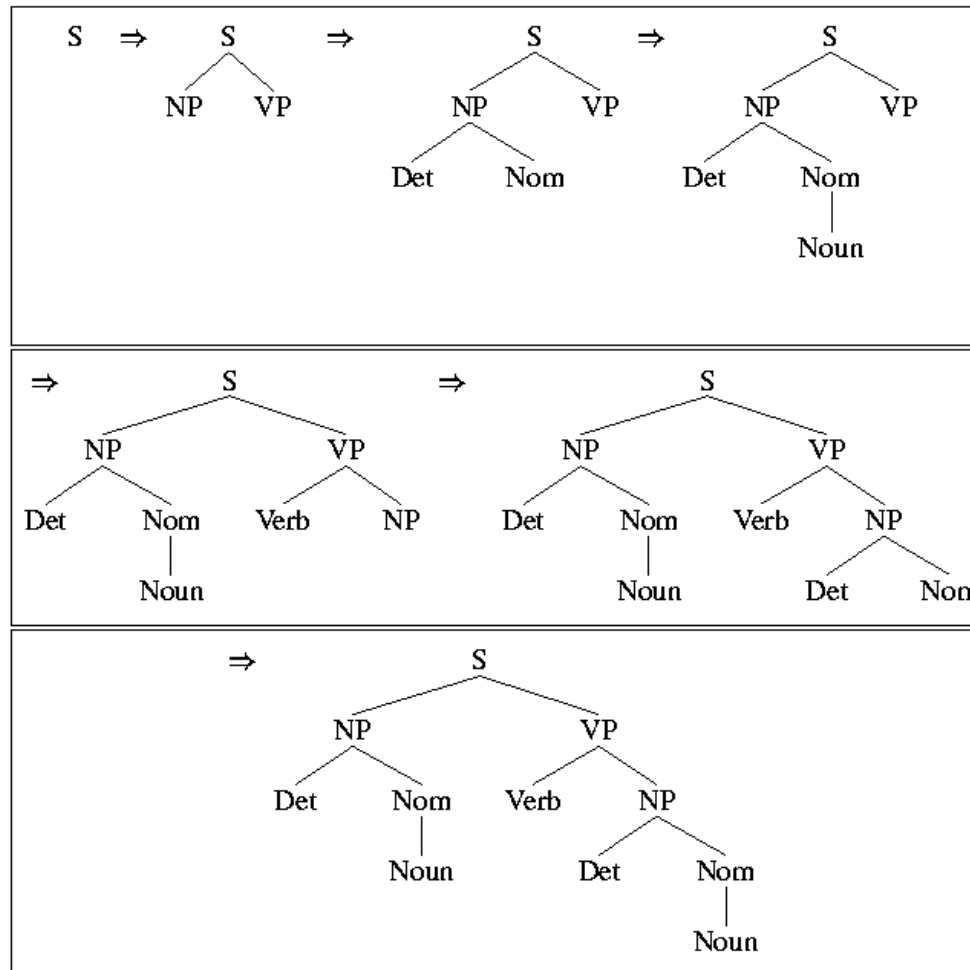 S ⇒ S ⇒ S ⇒ S
NP VP NP VP NP VP
Det Nom Det Nom
Noun
⇒ S ⇒ S
NP VP NP VP
Det Nom Verb NP Det Nom Verb NP
Noun Noun Det Nom
⇒ S
NP VP
Det Nom Verb NP
Noun Det Nom
Noun